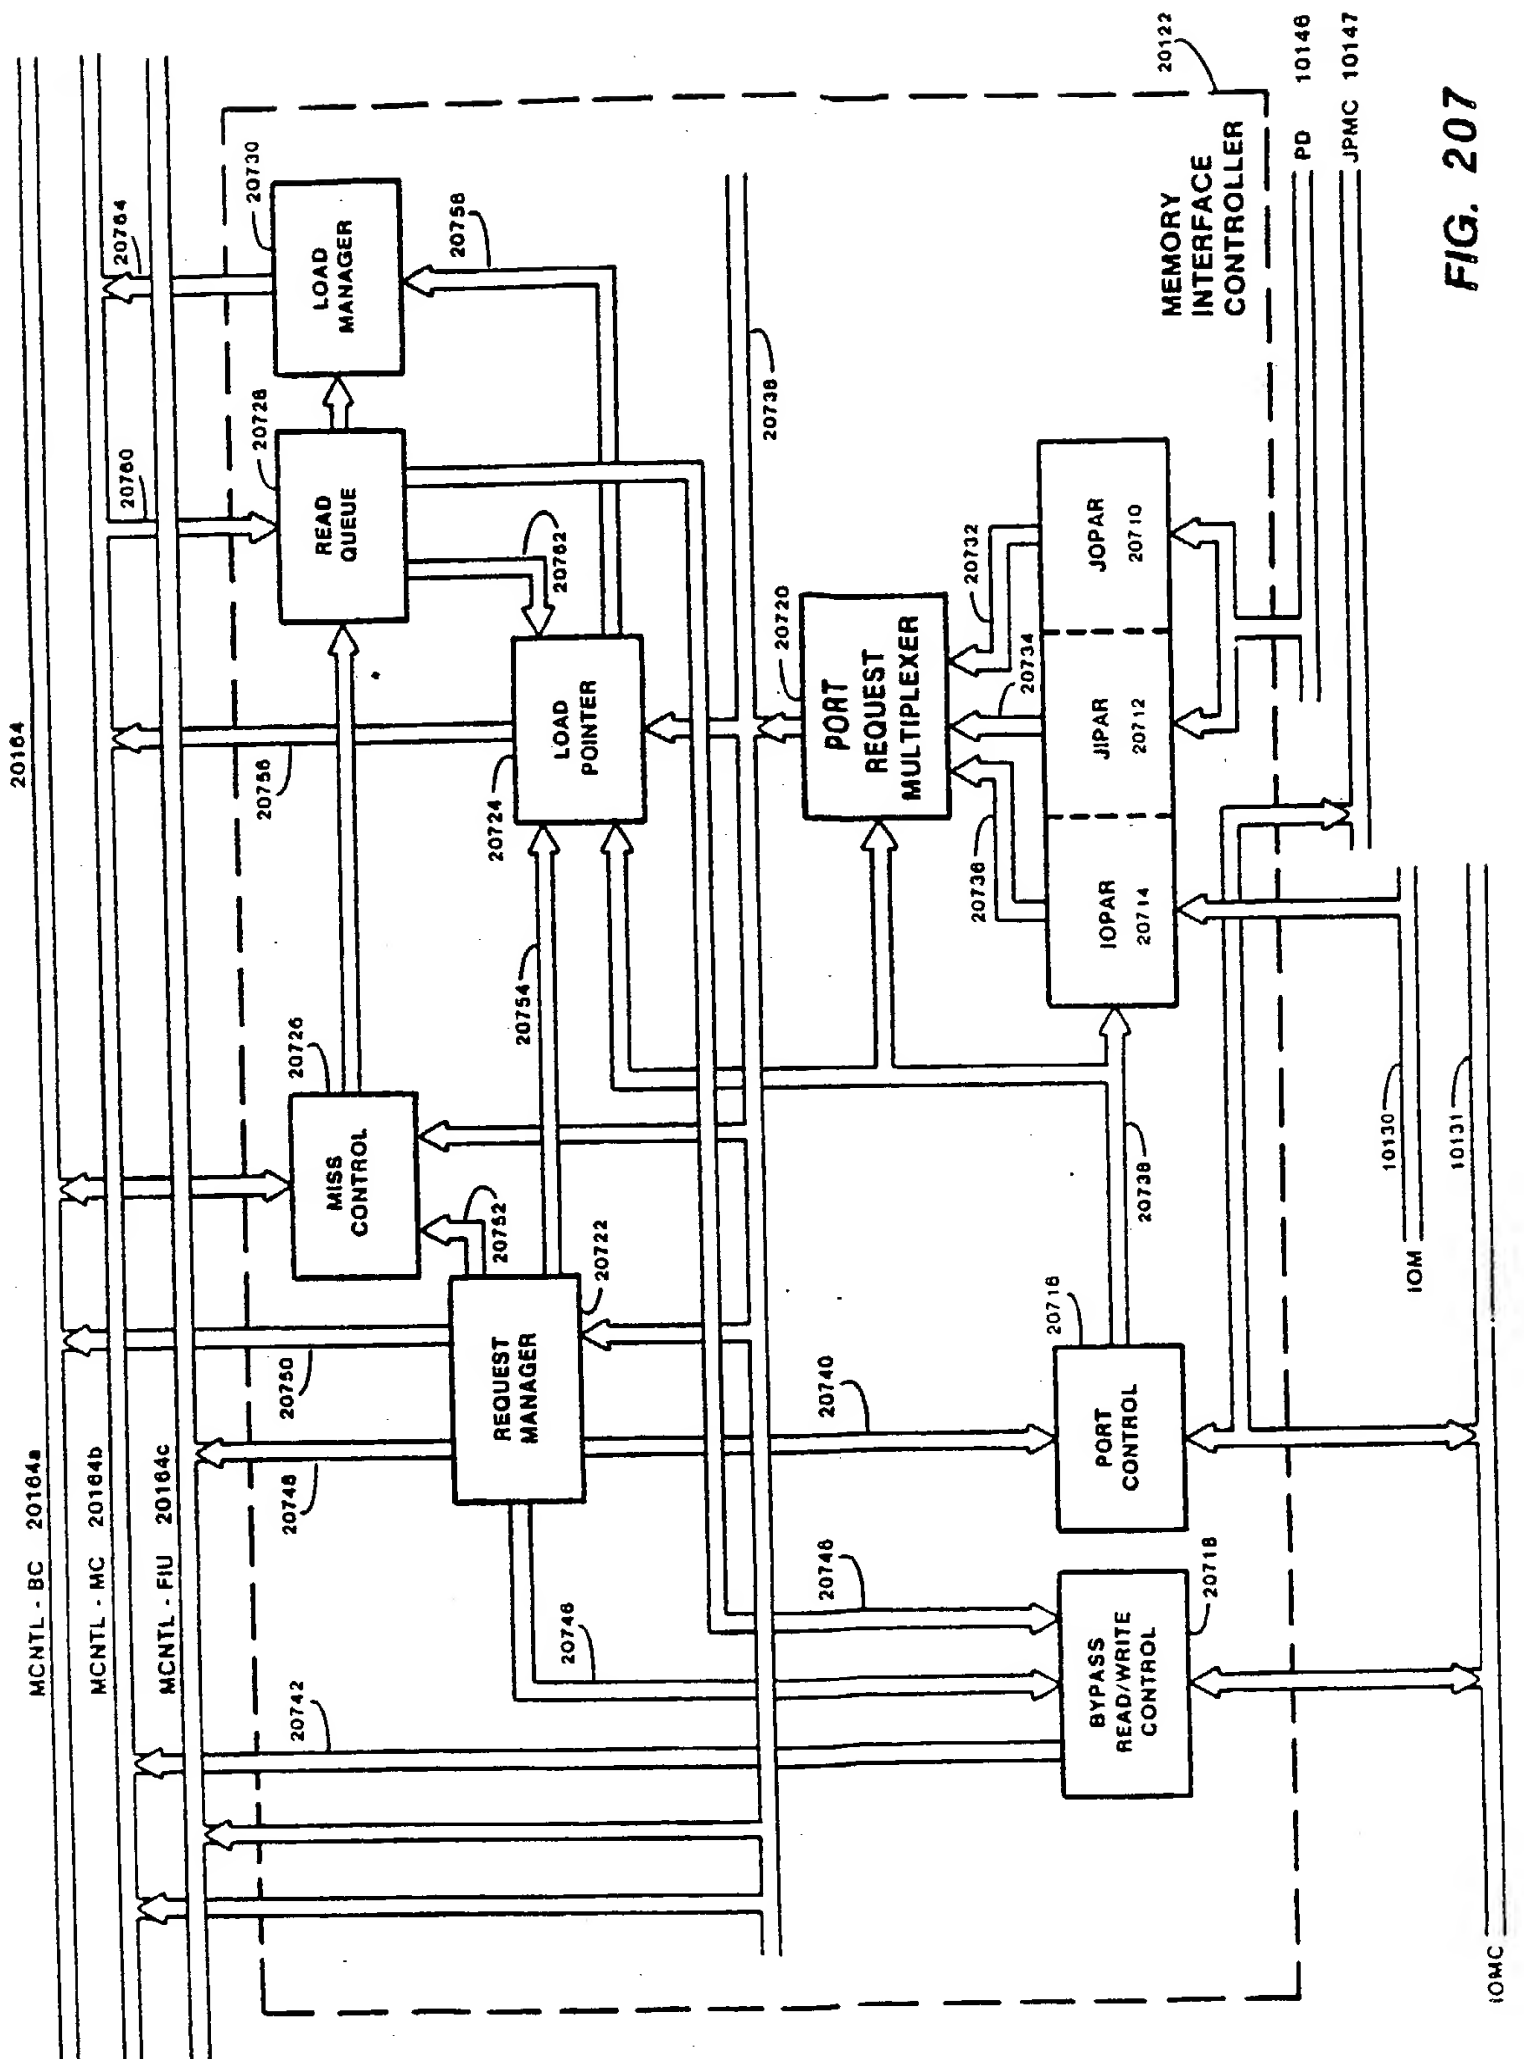 20164
MCNTL - BC 20164a
MCNTL - MC 20164b
MCNTL - FIU 20164c
20742
20748
20750
20756
20760
20764
MISS
CONTROL
20726
READ
QUEUE
20728
LOAD
MANAGER
20730
REQUEST
MANAGER
20722
20752
20754
LOAD
POINTER
20724
20762
20758
20746
20746
20740
20738
PORT
REQUEST
MULTIPLEXER
20720
20732
20734
20736
BYPASS
READ/WRITE
CONTROL
20718
PORT
CONTROL
20716
20738
IOPAR
20714
JIPAR
20712
JOPAR
20710
MEMORY
INTERFACE
CONTROLLER
20122
PD 10146
JPMC 10147
IOM
10130
10131
IOMC
FIG. 207